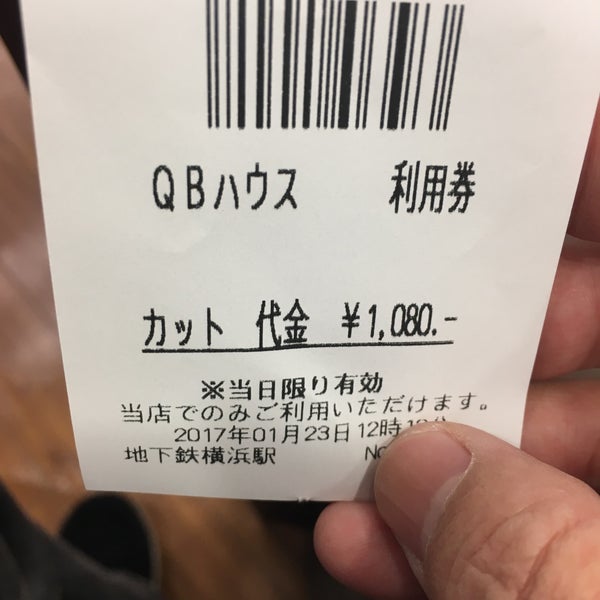 QBハウス 利用券
カット 代金 ¥1,080.-
※当日限り有効
当店でのみご利用いただけます。
2017年01月23日12時
地下鉄横浜駅 No